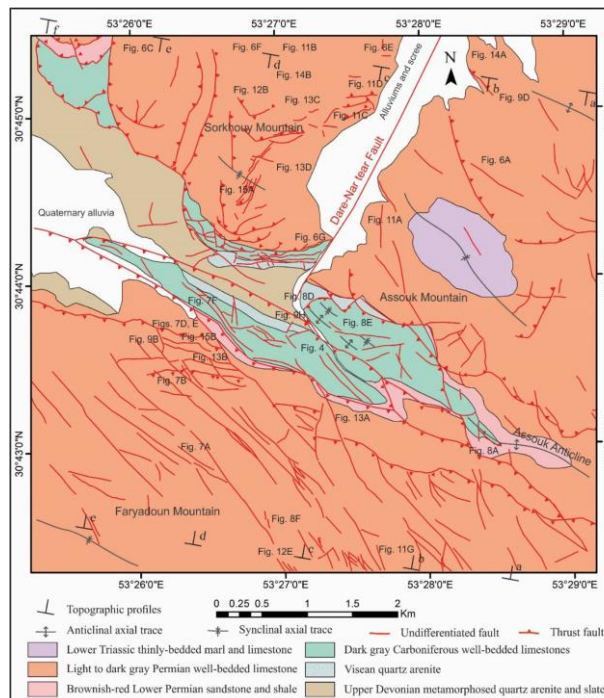 53°26'0"E 53°27'0"E 53°28'0"E 53°29'0"E
f e Fig. 6C Fig. 6F Fig. 11B Fig. 6E N Fig. 14A
d c b a
Fig. 14B Fig. 11D Fig. 9D
Fig. 12B
Fig. 13C
Fig. 11C
Alluviums and scree
30°45'0"N
Sorkhouy Mountain
Dare-Nar tear Fault
Fig. 13D
Fig. 6A
Fig. 15A
Quaternary alluvia
Fig. 11A
Fig. 6G
30°44'0"N
Fig. 7F
Fig. 8D
Assouk Mountain
Fig. 9H
Fig. 8E
Figs. 7D, E
Fig. 9B
Fig. 15B
Fig. 4
Fig. 13B
Fig. 7B
Fig. 13A
Assouk Anticline
30°43'0"N
Fig. 7A
Fig. 8A
Faryadoun Mountain
Fig. 8F
e d c b a
Fig. 12E
Fig. 11G
53°26'0"E 53°27'0"E 53°28'0"E 53°29'0"E
Topographic profiles
0 0.25 0.5 1 1.5 2
Km
Anticlinal axial trace Synclinal axial trace Undifferentiated fault Thrust fault
Lower Triassic thinly-bedded marl and limestone Dark gray Carboniferous well-bedded limestones
Light to dark gray Permian well-bedded limestone Visean quartz arenite
Brownish-red Lower Permian sandstone and shale Upper Devonian metamorphosed quartz arenite and slate